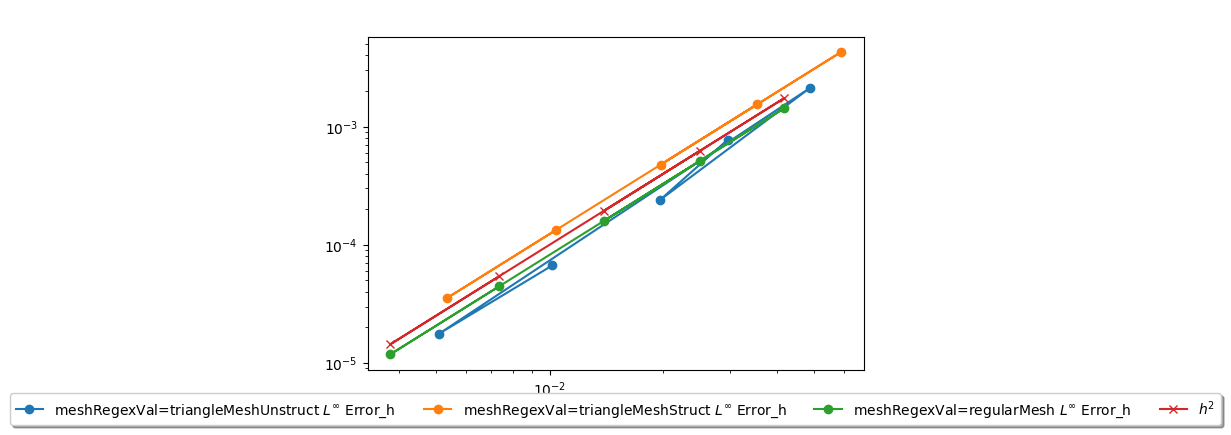 10⁻³
10⁻⁴
10⁻⁵
10⁻²
meshRegexVal=triangleMeshUnstruct L∞ Error_h meshRegexVal=triangleMeshStruct L∞ Error_h meshRegexVal=regularMesh L∞ Error_h h²